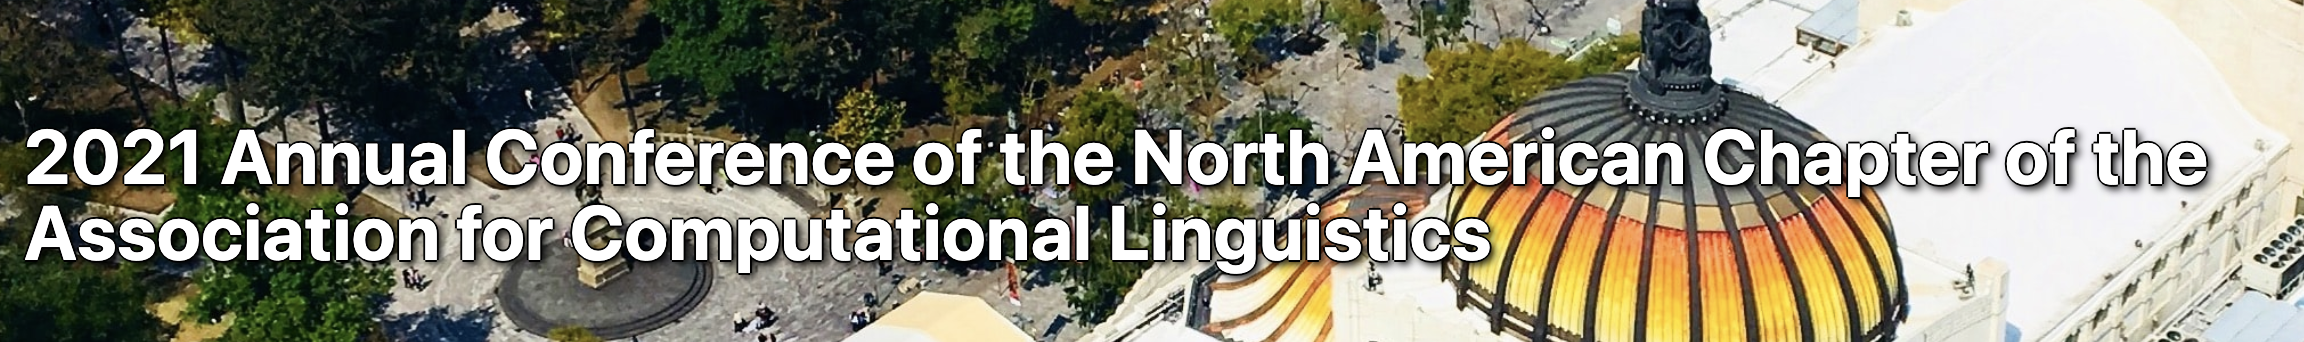 2021 Annual Conference of the North American Chapter of the
Association for Computational Linguistics